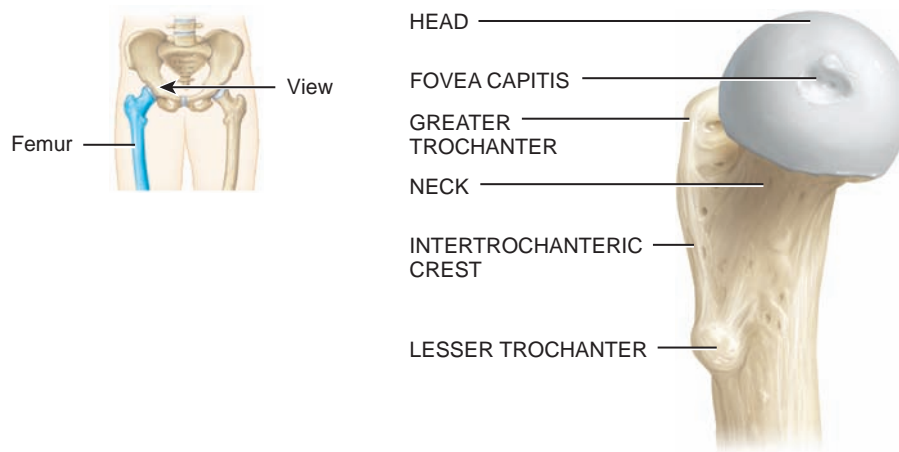 View
Femur
HEAD
FOVEA CAPITIS
GREATER
TROCHANTER
NECK
INTERTROCHANTERIC
CREST
LESSER TROCHANTER